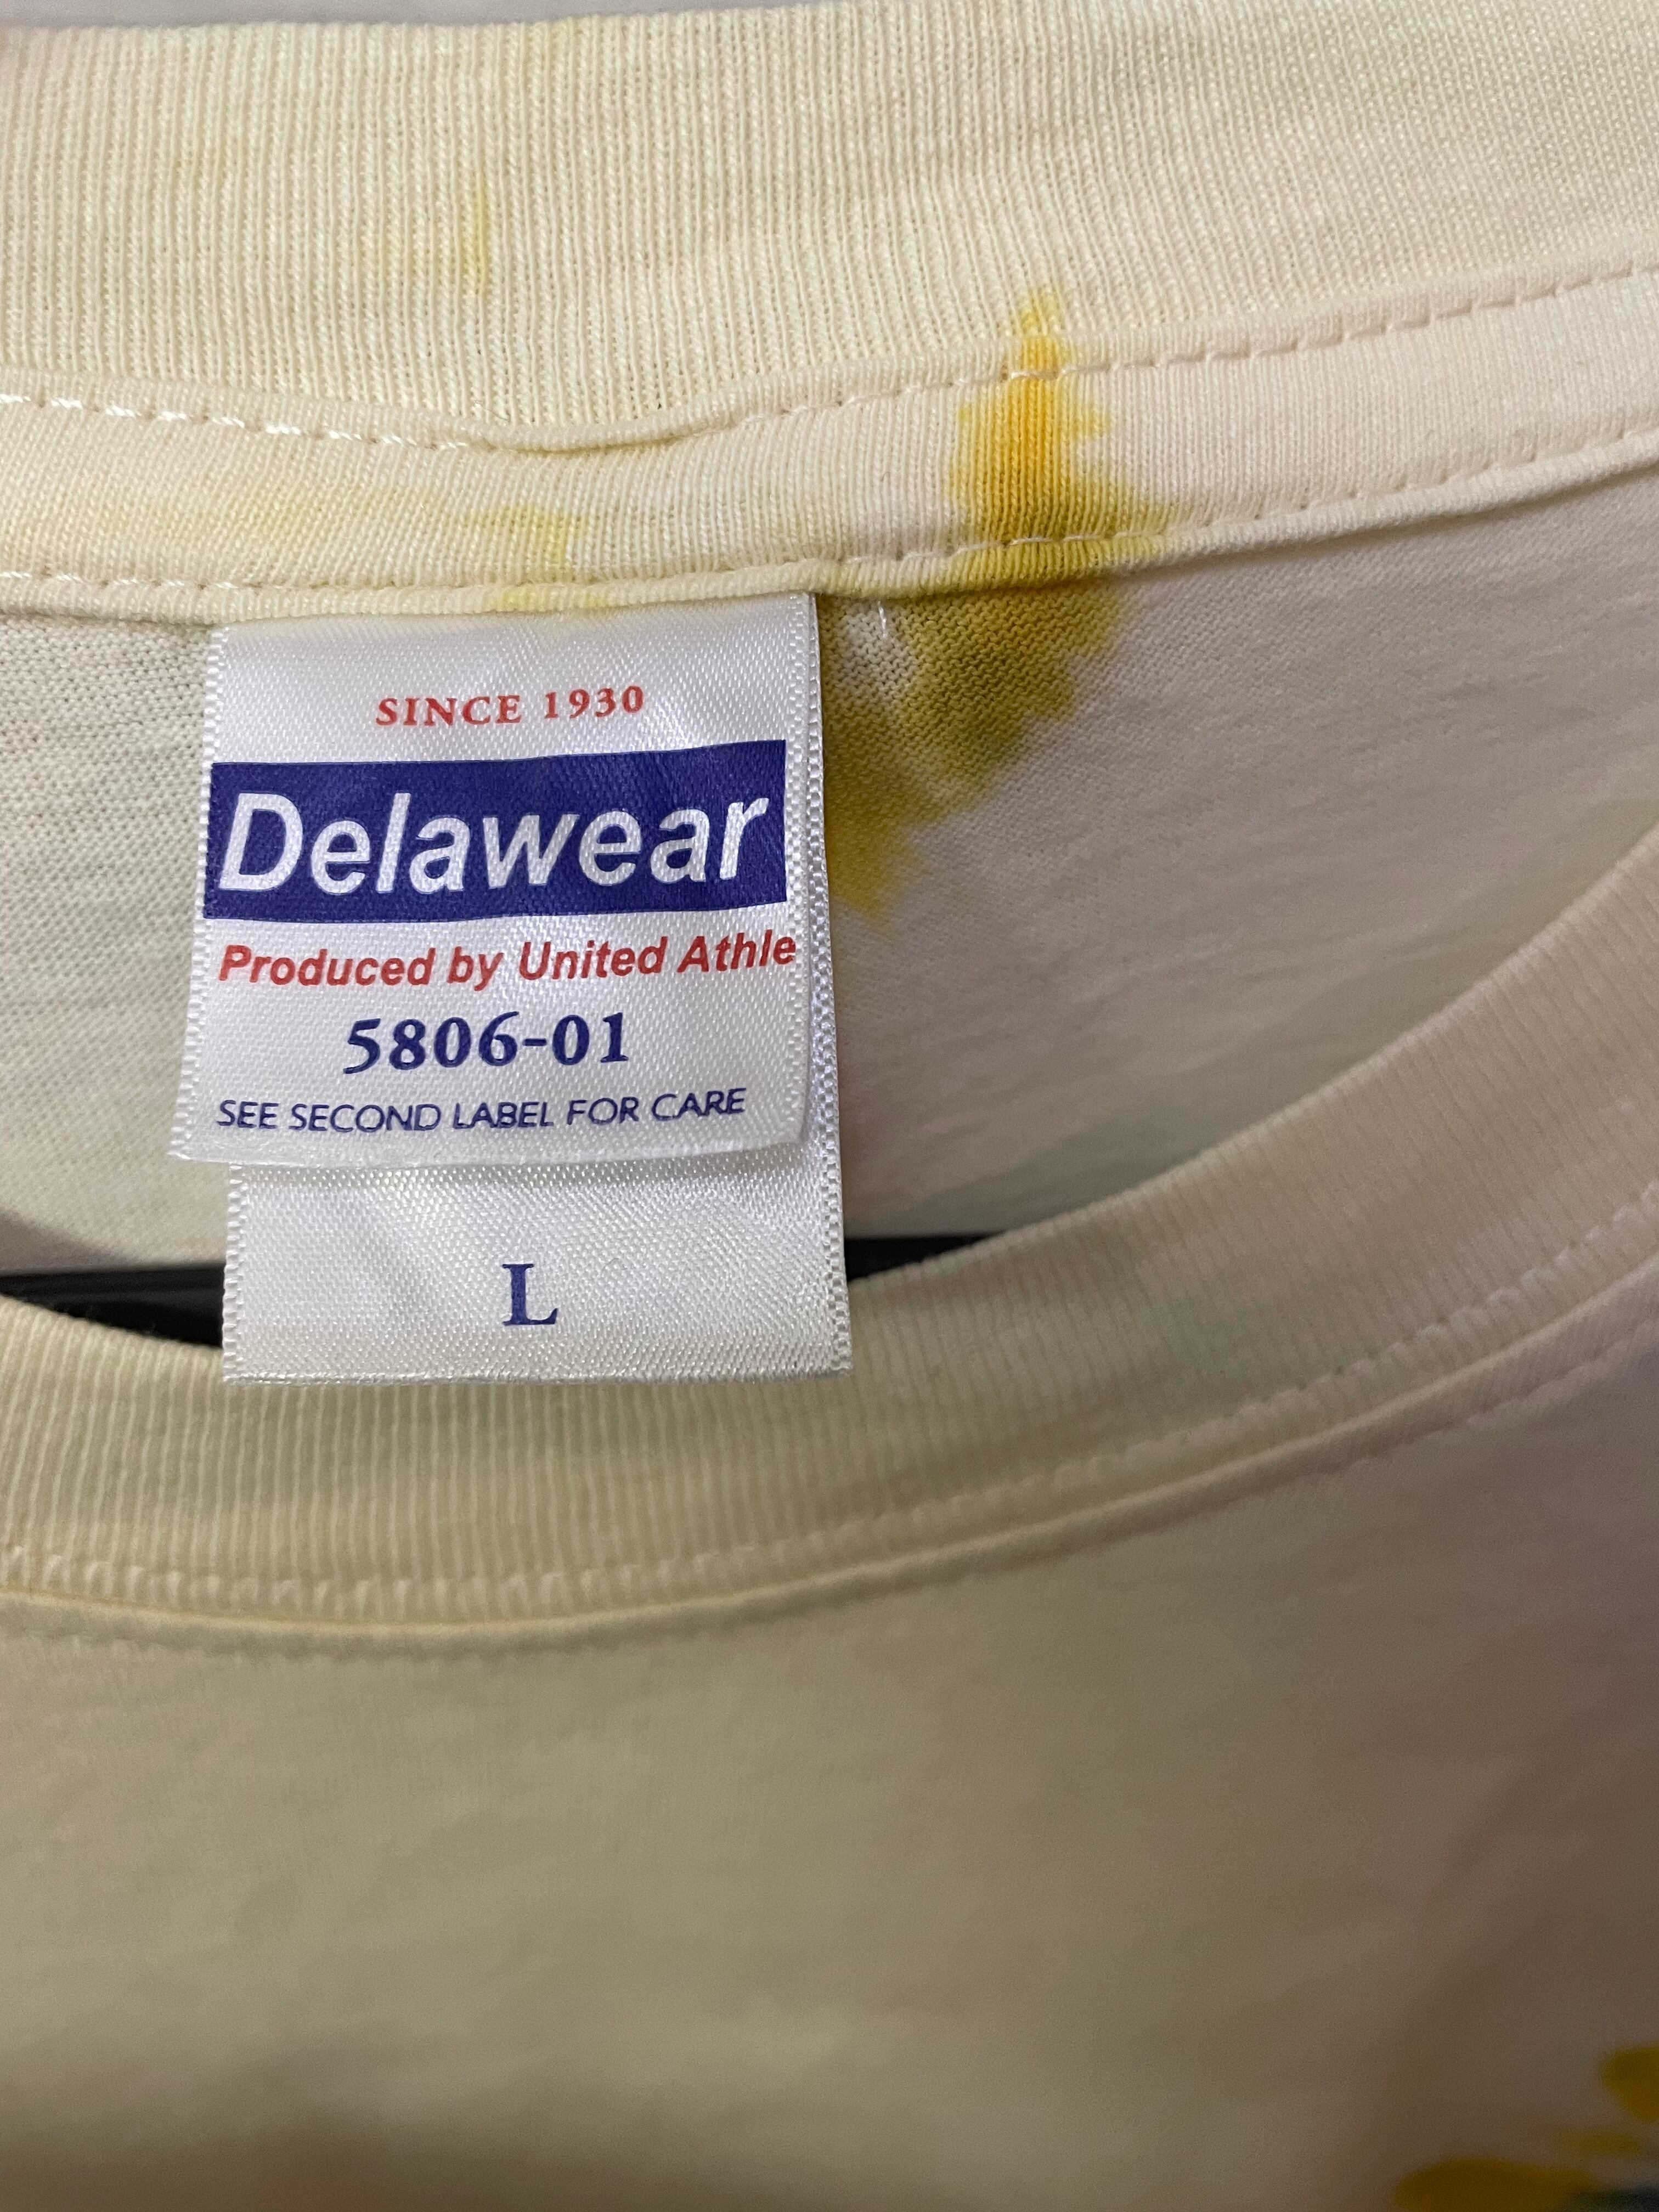 SINCE 1930
Delawear
Produced by United Athle
5806-01
SEE SECOND LABEL FOR CARE
L